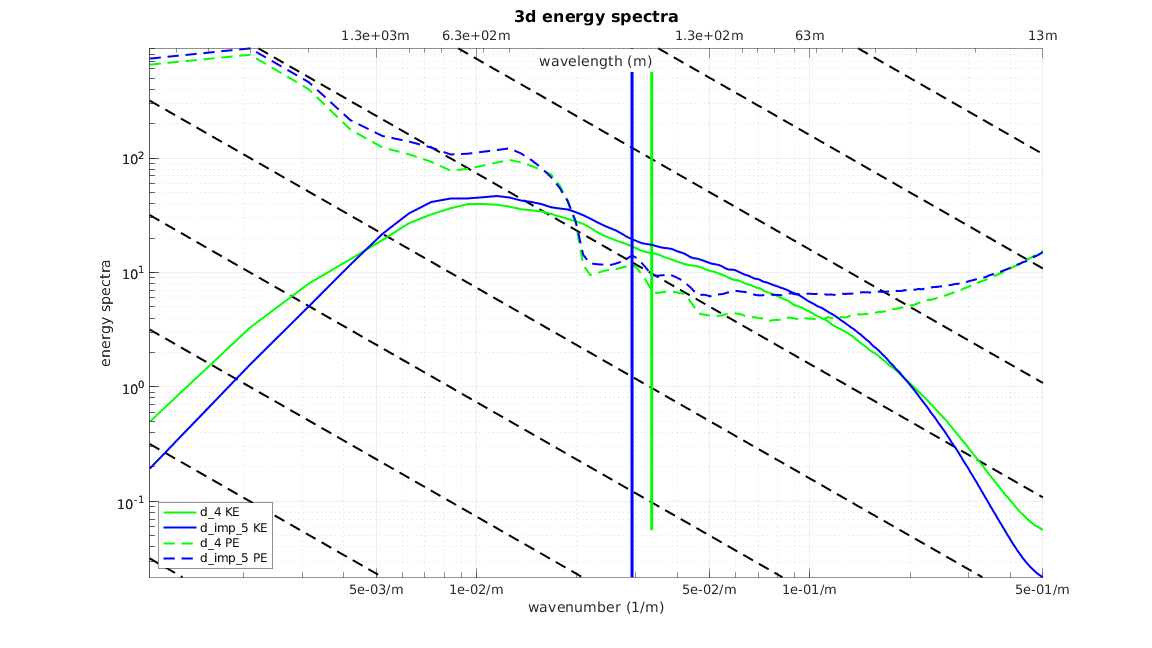 3d energy spectra
1.3e+03m 6.3e+02m 1.3e+02m 63m 13m
wavelength (m)
10²
10¹
10⁰
10⁻¹
energy spectra
d_4 KE
d_imp_5 KE
d_4 PE
d_imp_5 PE
5e-03/m 1e-02/m 5e-02/m 1e-01/m 5e-01/m
wavenumber (1/m)